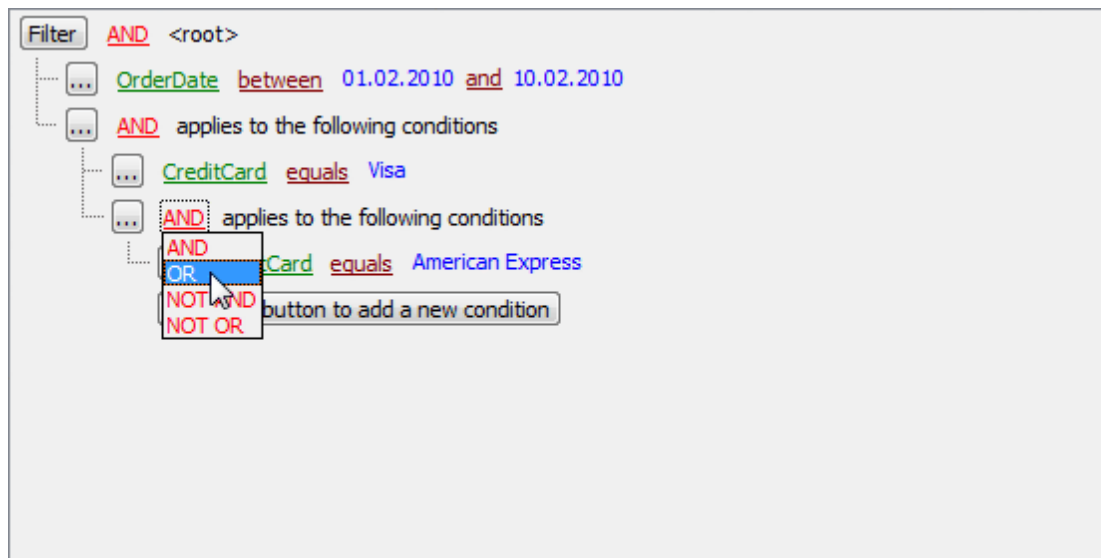 Filter AND <root>
... OrderDate between 01.02.2010 and 10.02.2010
... AND applies to the following conditions
... CreditCard equals Visa
... AND applies to the following conditions
AND
OR
NOT AND
NOT OR
Card equals American Express
button to add a new condition